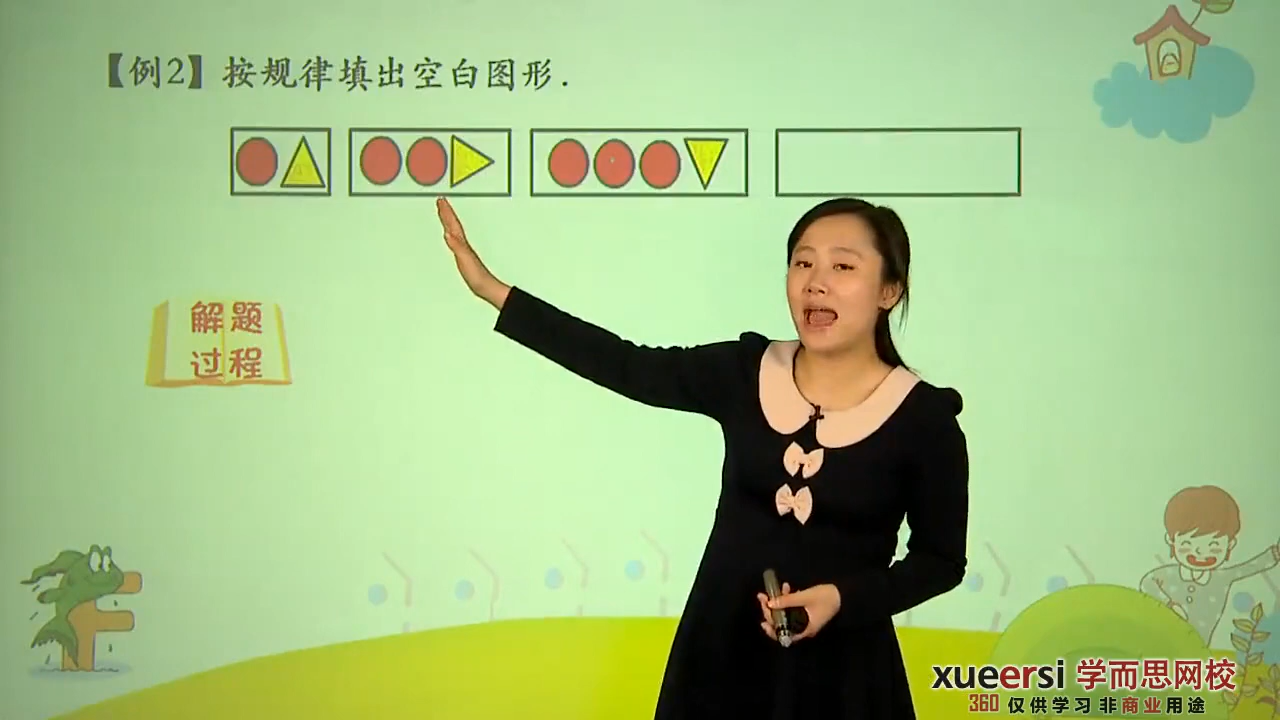 【例2】按规律填出空白图形.
解题
过程
xueersi 学而思网校
360 仅供学习 非商业用途